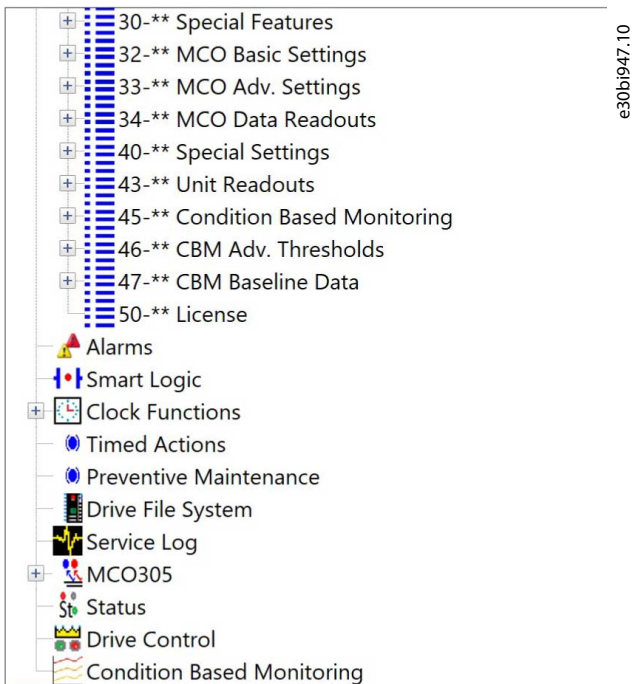 30-** Special Features
32-** MCO Basic Settings
33-** MCO Adv. Settings
34-** MCO Data Readouts
40-** Special Settings
43-** Unit Readouts
45-** Condition Based Monitoring
46-** CBM Adv. Thresholds
47-** CBM Baseline Data
50-** License
Alarms
Smart Logic
Clock Functions
Timed Actions
Preventive Maintenance
Drive File System
Service Log
MCO305
St Status
Drive Control
Condition Based Monitoring
e30bi947.10